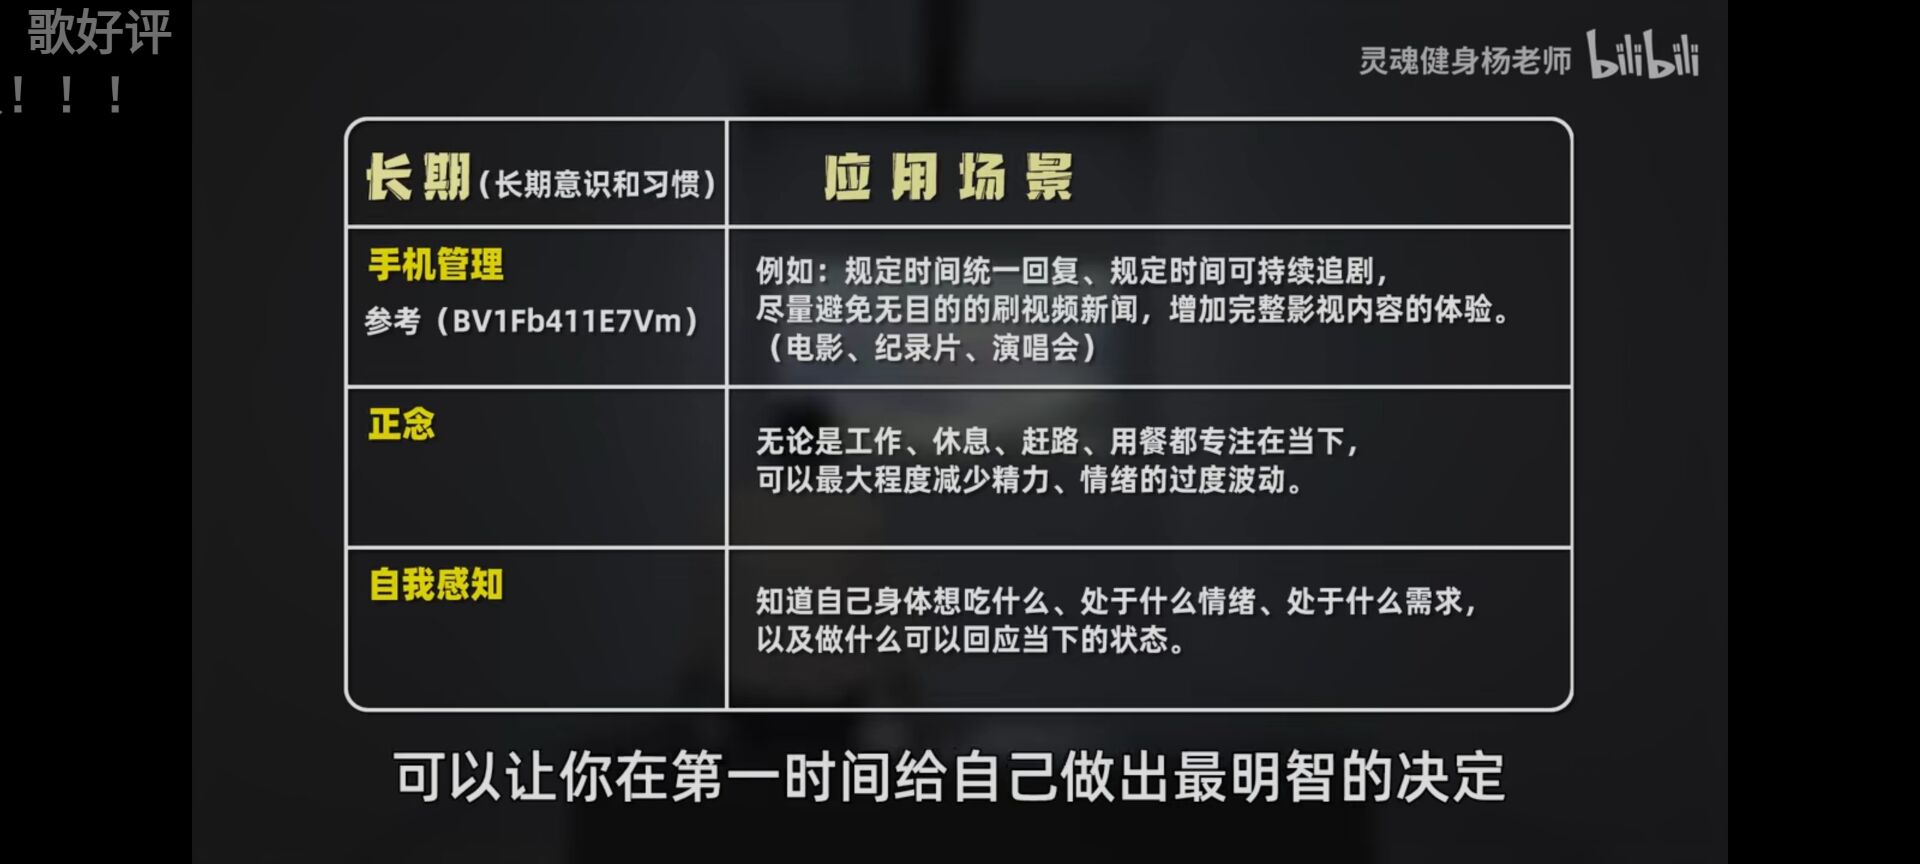 歌好评
！！！
灵魂健身杨老师 bilibili
长期(长期意识和习惯)
应用场景
手机管理
参考（BV1Fb411E7Vm）
例如：规定时间统一回复、规定时间可持续追剧，
尽量避免无目的的刷视频新闻，增加完整影视内容的体验。
（电影、纪录片、演唱会）
正念
无论是工作、休息、赶路、用餐都专注在当下，
可以最大程度减少精力、情绪的过度波动。
自我感知
知道自己身体想吃什么、处于什么情绪、处于什么需求，
以及做什么可以回应当下的状态。
可以让你在第一时间给自己做出最明智的决定